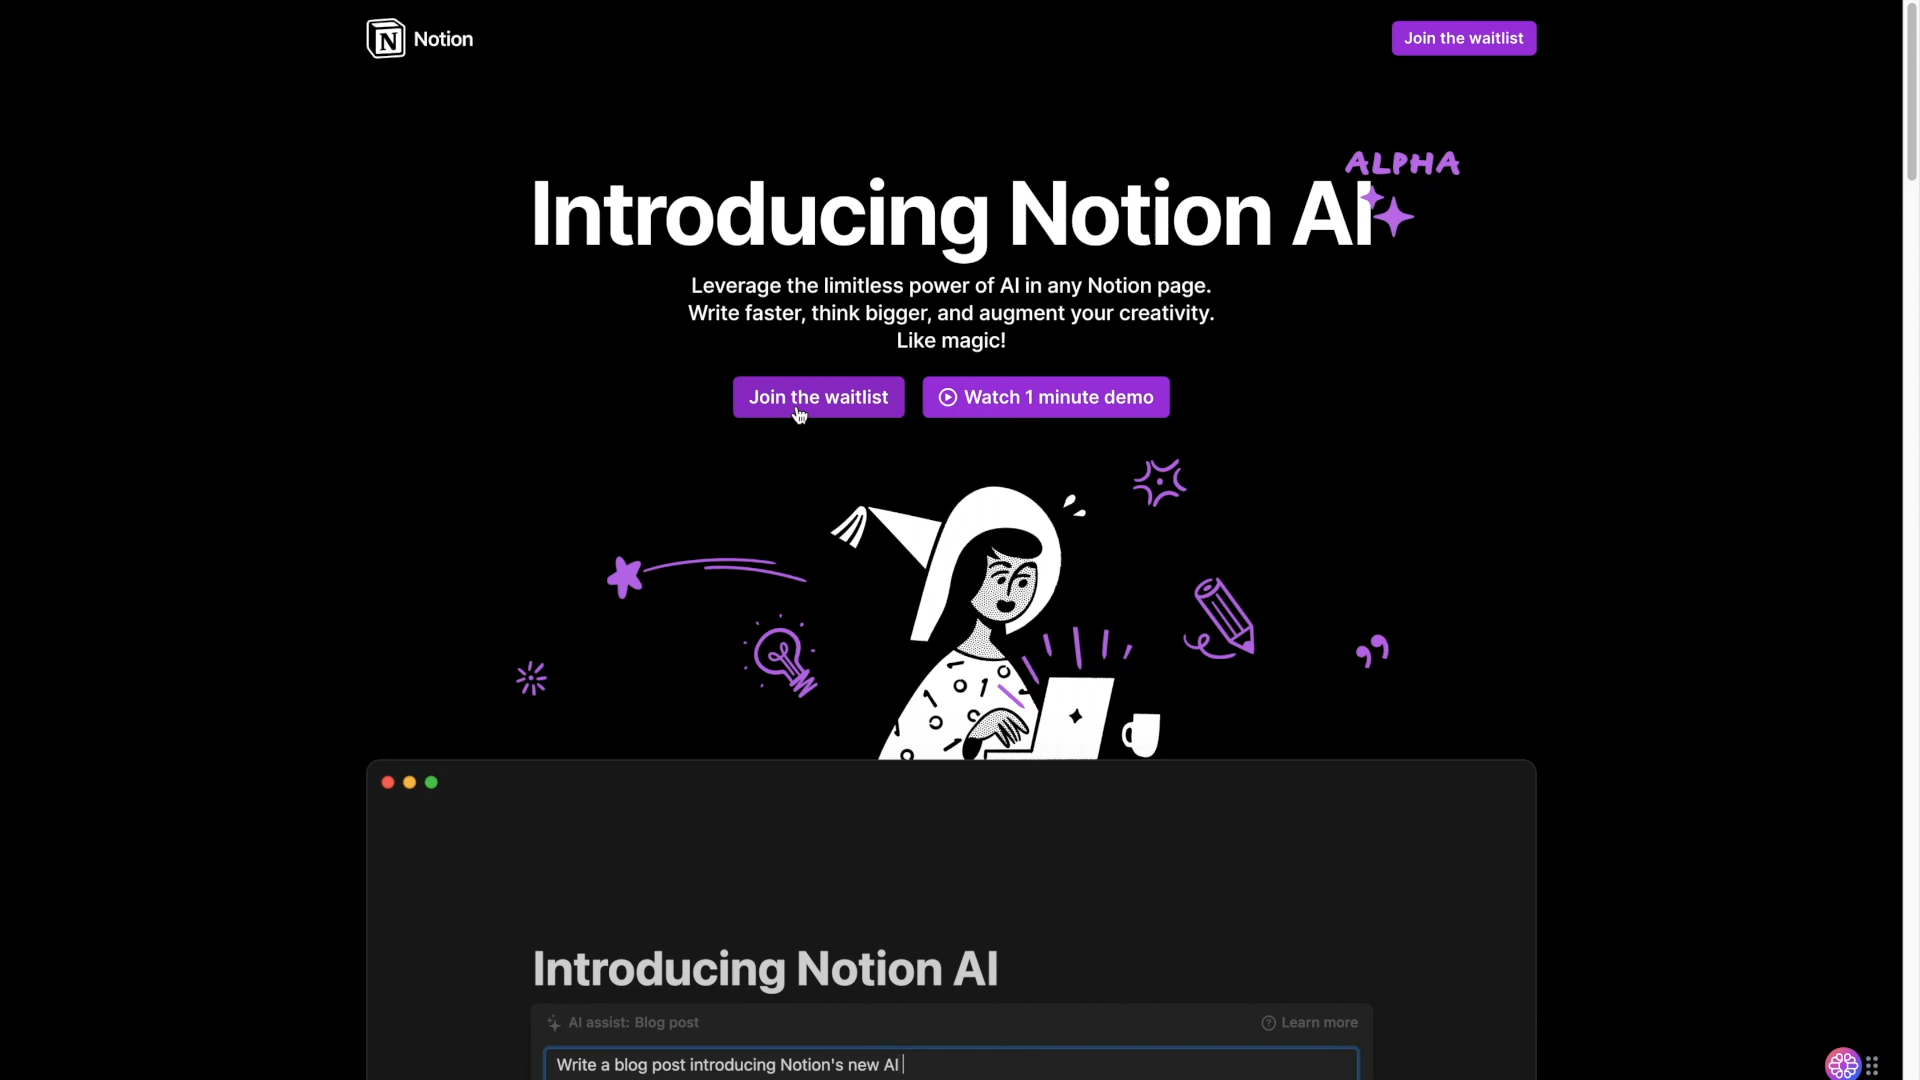 Notion
Join the waitlist
ALPHA
Introducing Notion AI
Leverage the limitless power of AI in any Notion page.
Write faster, think bigger, and augment your creativity.
Like magic!
Join the waitlist
Watch 1 minute demo
Introducing Notion AI
AI assist: Blog post
Learn more
Write a blog post introducing Notion's new AI